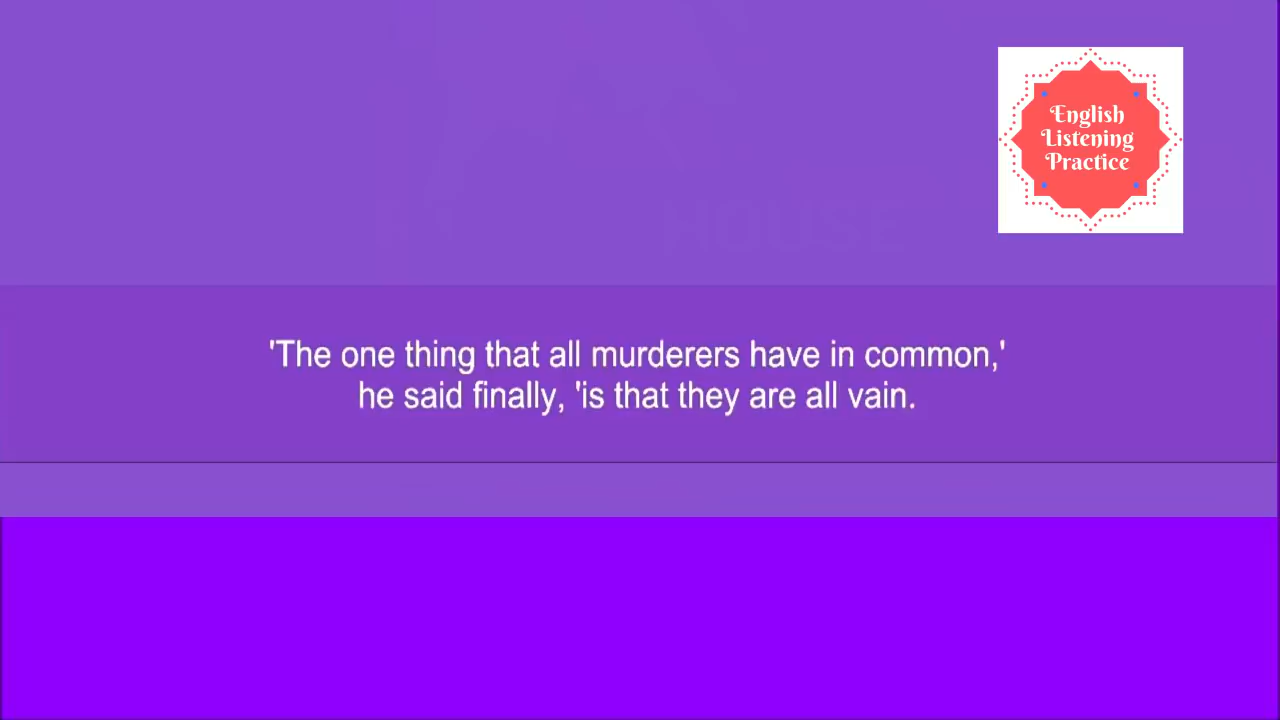 English
Listening
Practice
HOUSE
'The one thing that all murderers have in common,'
he said finally, 'is that they are all vain.